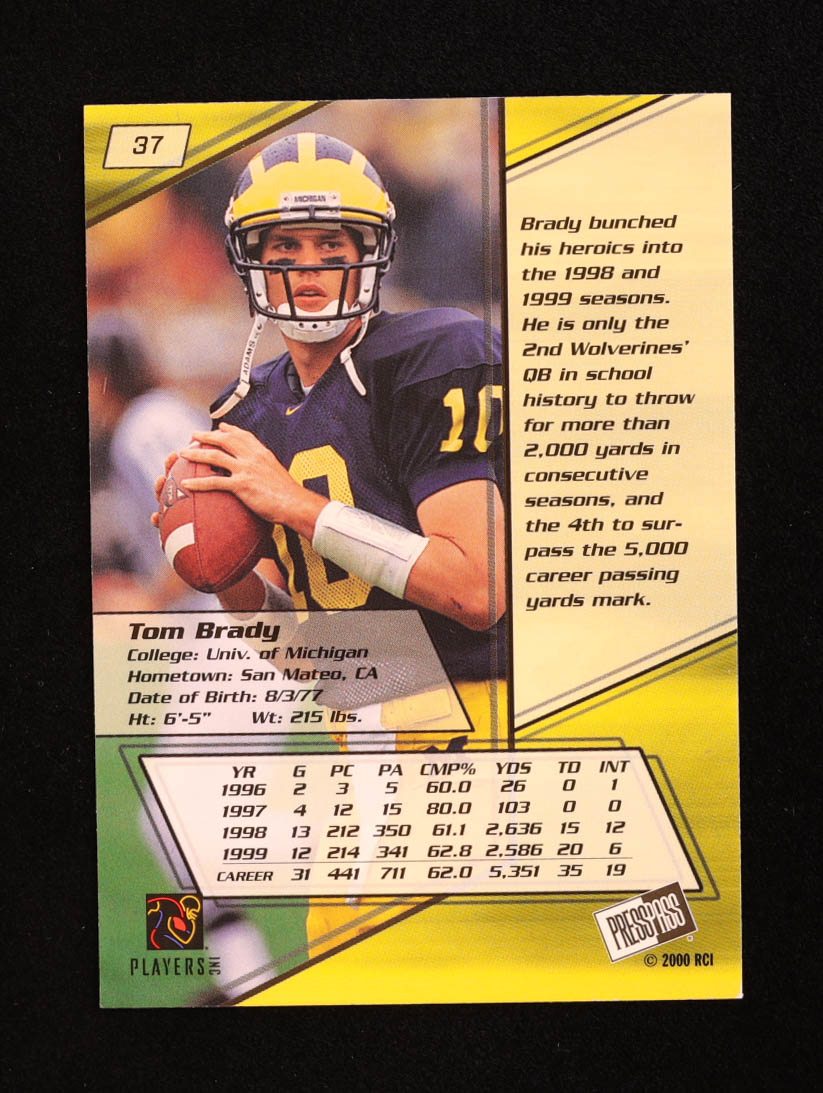 37
MICHIGAN
ADAMS
10
10
Brady bunched
his heroics into
the 1998 and
1999 seasons.
He is only the
2nd Wolverines'
QB in school
history to throw
for more than
2,000 yards in
consecutive
seasons, and
the 4th to sur-
pass the 5,000
career passing
yards mark.
Tom Brady
College: Univ. of Michigan
Hometown: San Mateo, CA
Date of Birth: 8/3/77
Ht: 6'-5" Wt: 215 lbs.
YR G PC PA CMP% YDS TD INT
1996 2 3 5 60.0 26 0 1
1997 4 12 15 80.0 103 0 0
1998 13 212 350 61.1 2,636 15 12
1999 12 214 341 62.8 2,586 20 6
CAREER 31 441 711 62.0 5,351 35 19
PLAYERS INC
PRESS PASS
© 2000 RCI